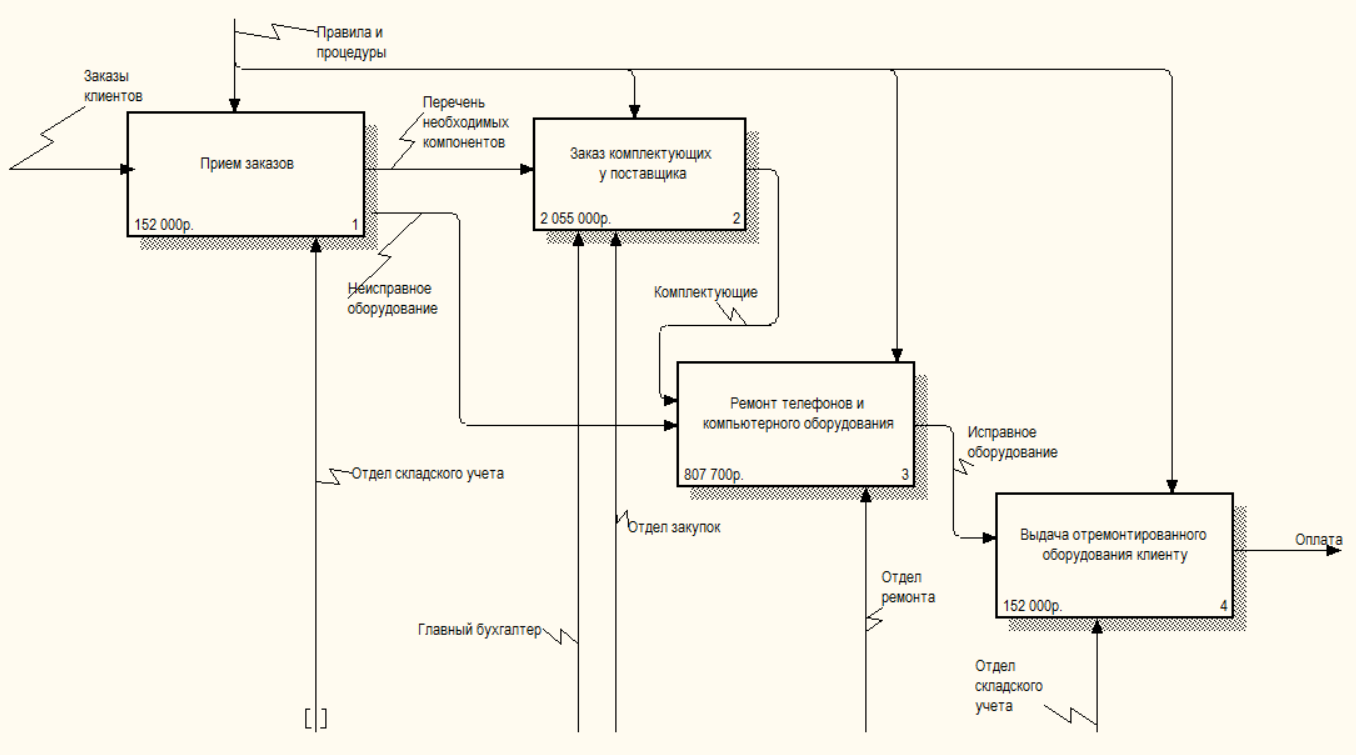 Правила и
процедуры
Заказы
клиентов
Перечень
необходимых
компонентов
Прием заказов
152 000р.
1
Заказ комплектующих
у поставщика
2 055 000р.
2
Неисправное
оборудование
Комплектующие
Ремонт телефонов и
компьютерного оборудования
807 700р.
3
Исправное
оборудование
Отдел складского учета
Отдел закупок
Выдача отремонтированного
оборудования клиенту
152 000р.
4
Оплата
Отдел
ремонта
Главный бухгалтер
Отдел
складского
учета